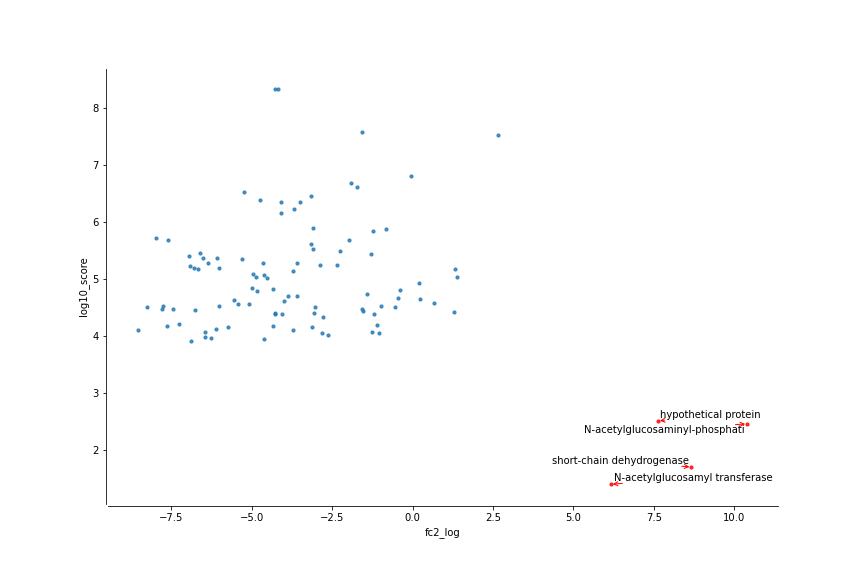 log10_score
8
7
6
5
4
3
2
hypothetical protein
N-acetylglucosaminyl-phosphati
short-chain dehydrogenase
N-acetylglucosamyl transferase
−7.5
−5.0
−2.5
0.0
2.5
5.0
7.5
10.0
fc2_log